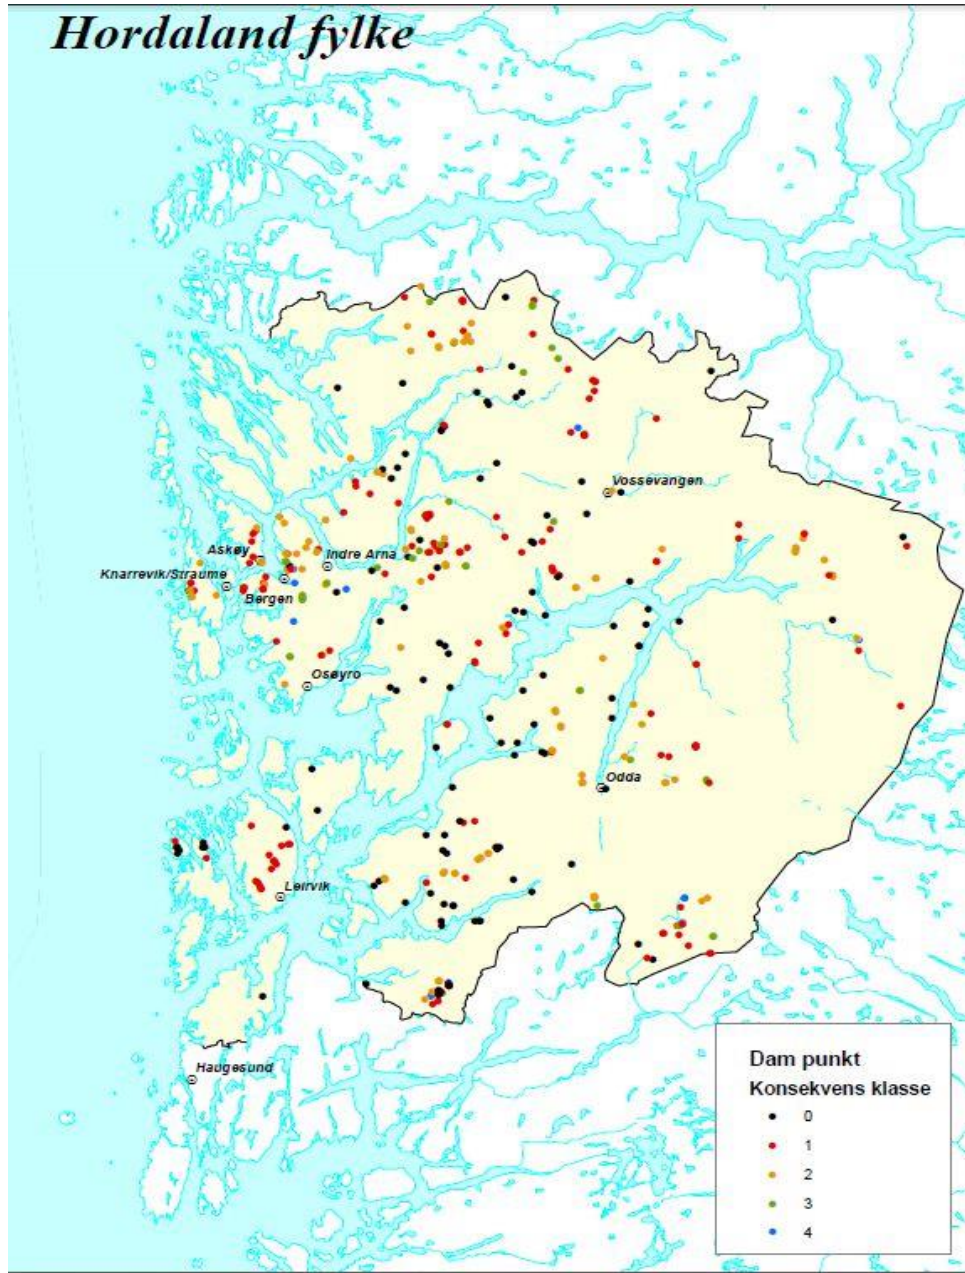 Hordaland fylke
Vossevangen
Askøy
Indre Arna
Knarrevik/Straume
Bergen
Osøyro
Odda
Leirvik
Haugesund
Dam punkt
Konsekvens klasse
0
1
2
3
4